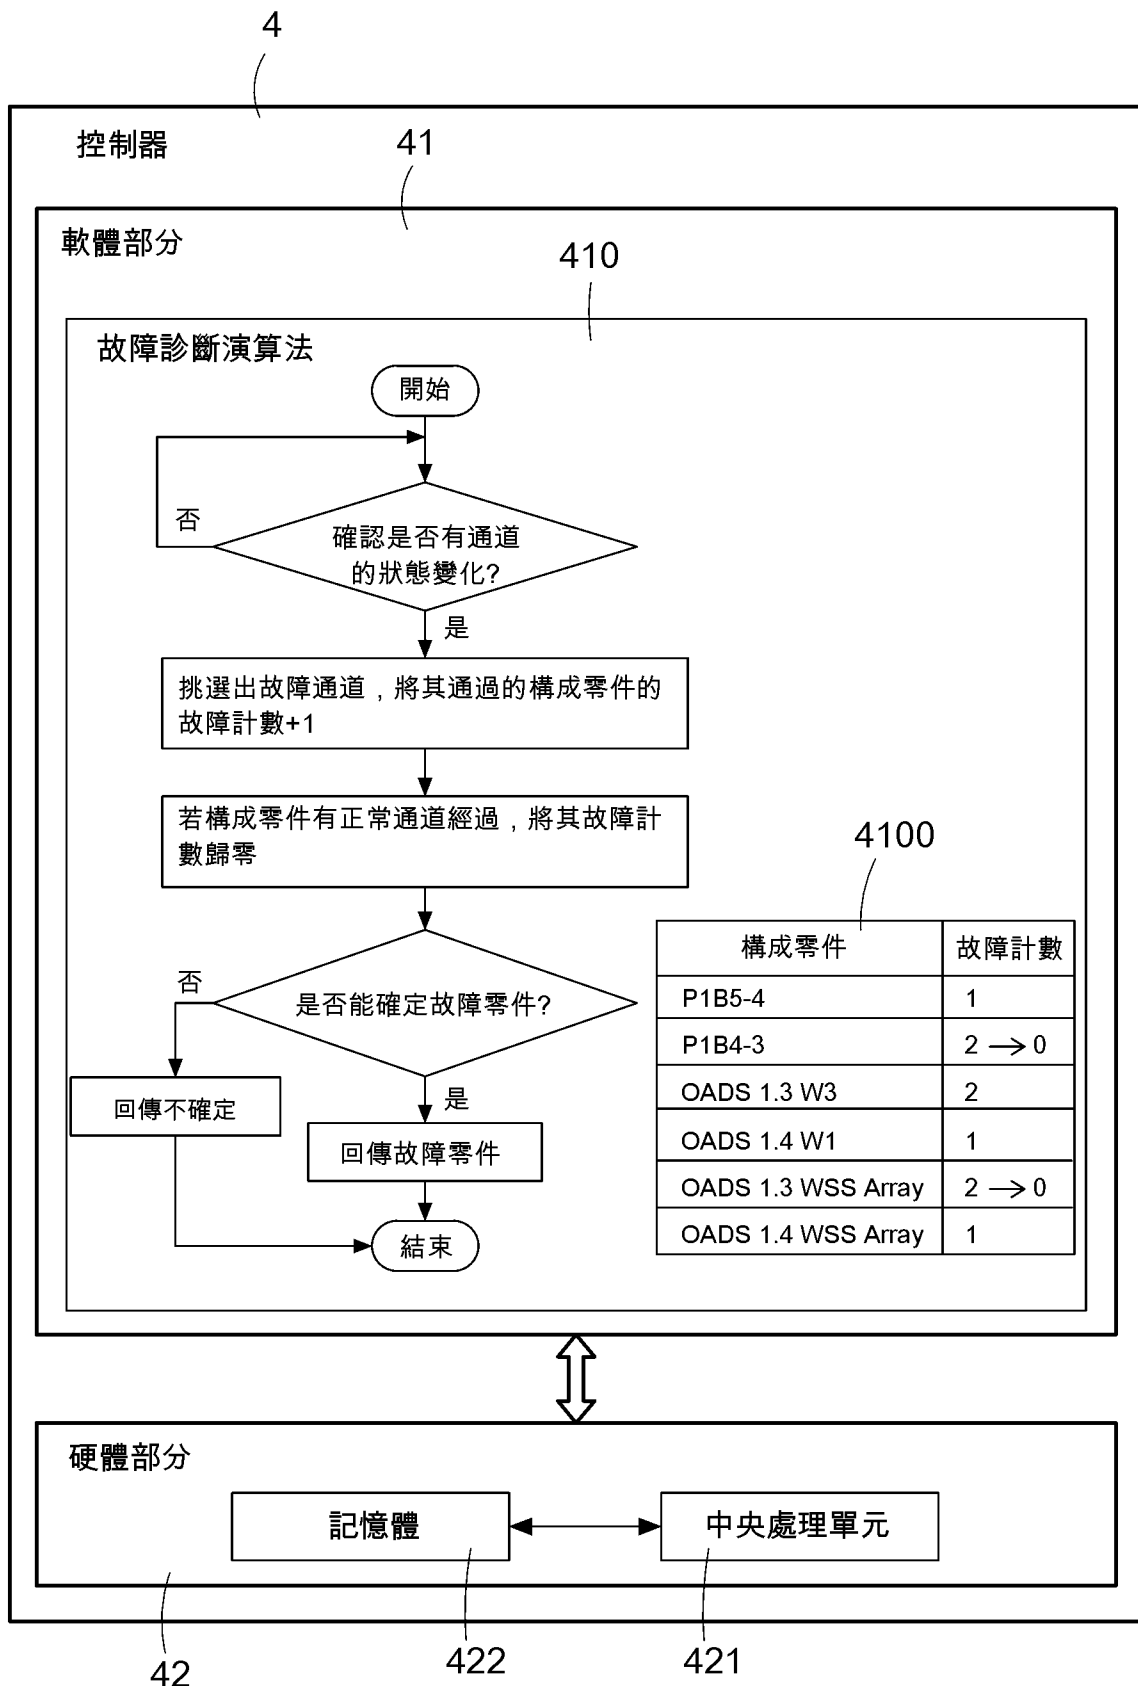 4
控制器
41
軟體部分
410
故障診斷演算法
開始
否
確認是否有通道
的狀態變化?
是
挑選出故障通道，將其通過的構成零件的
故障計數+1
若構成零件有正常通道經過，將其故障計
數歸零
4100
否
是否能確定故障零件?
是
回傳不確定
回傳故障零件
結束
構成零件 故障計數
P1B5-4 1
P1B4-3 2 → 0
OADS 1.3 W3 2
OADS 1.4 W1 1
OADS 1.3 WSS Array 2 → 0
OADS 1.4 WSS Array 1
硬體部分
記憶體
中央處理單元
42
422
421